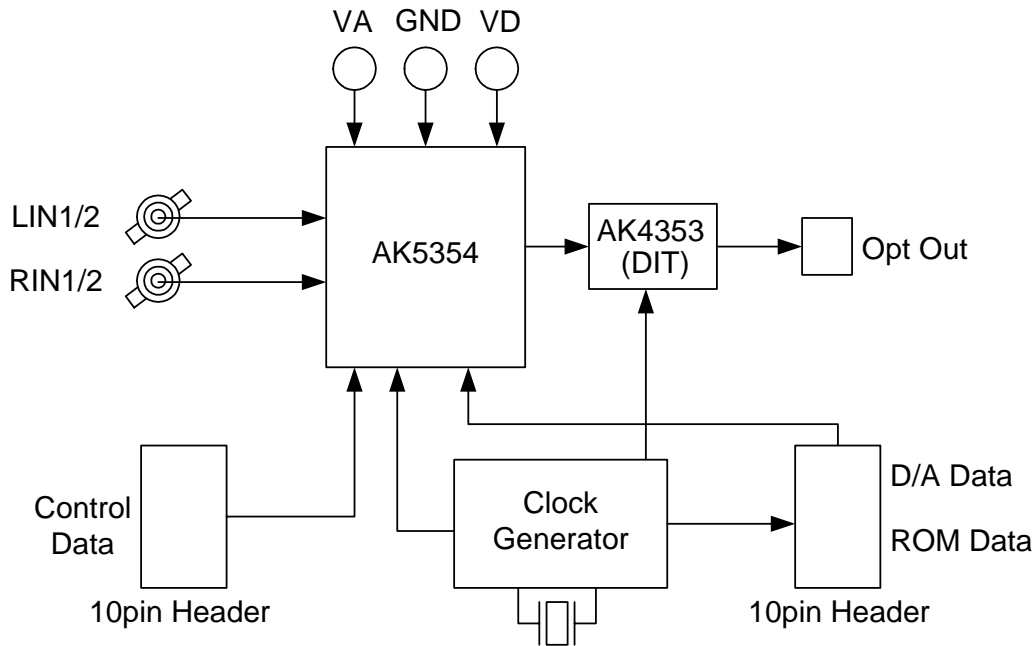 VA
GND
VD
LIN1/2
RIN1/2
AK5354
AK4353
(DIT)
Opt Out
Control
Data
10pin Header
Clock
Generator
D/A Data
ROM Data
10pin Header